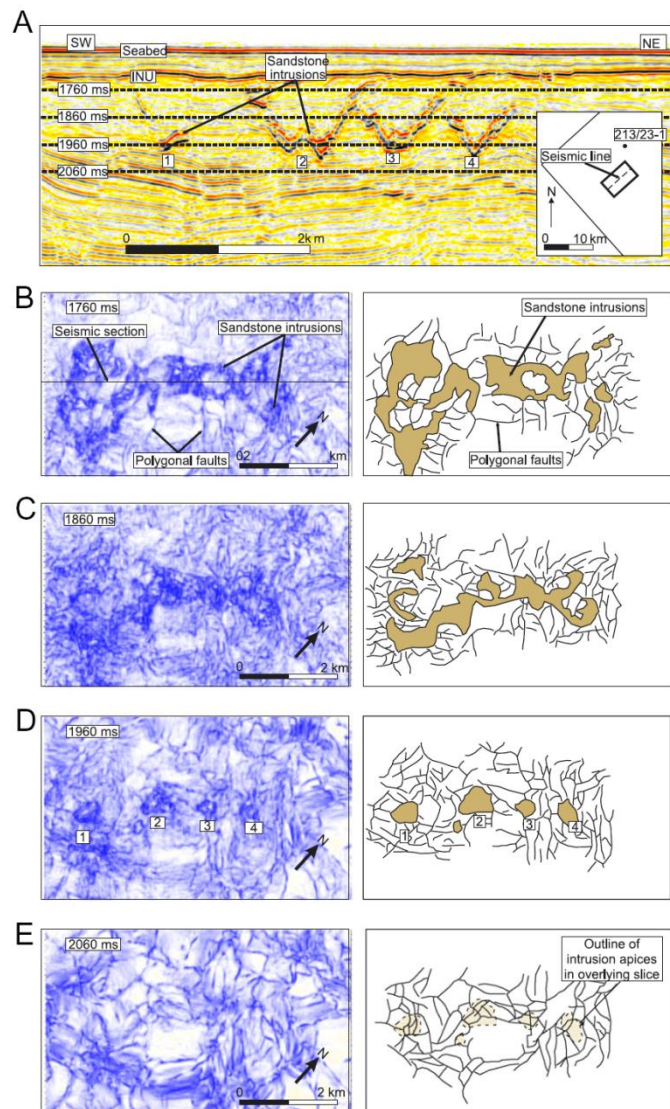 A
SW
Seabed
Sandstone
intrusions
NE
INU
1760 ms
1860 ms
1960 ms
2060 ms
1
2
3
4
0
2km
213/23-1
Seismic line
N
0
10 km
B
1760 ms
Seismic section
Sandstone intrusions
Polygonal faults
N
02
km
Sandstone intrusions
Polygonal faults
C
1860 ms
N
0
2 km
D
1960 ms
1
2
3
4
N
0
2 km
1
2
3
4
E
2060 ms
N
0
2 km
Outline of
intrusion apices
in overlying slice